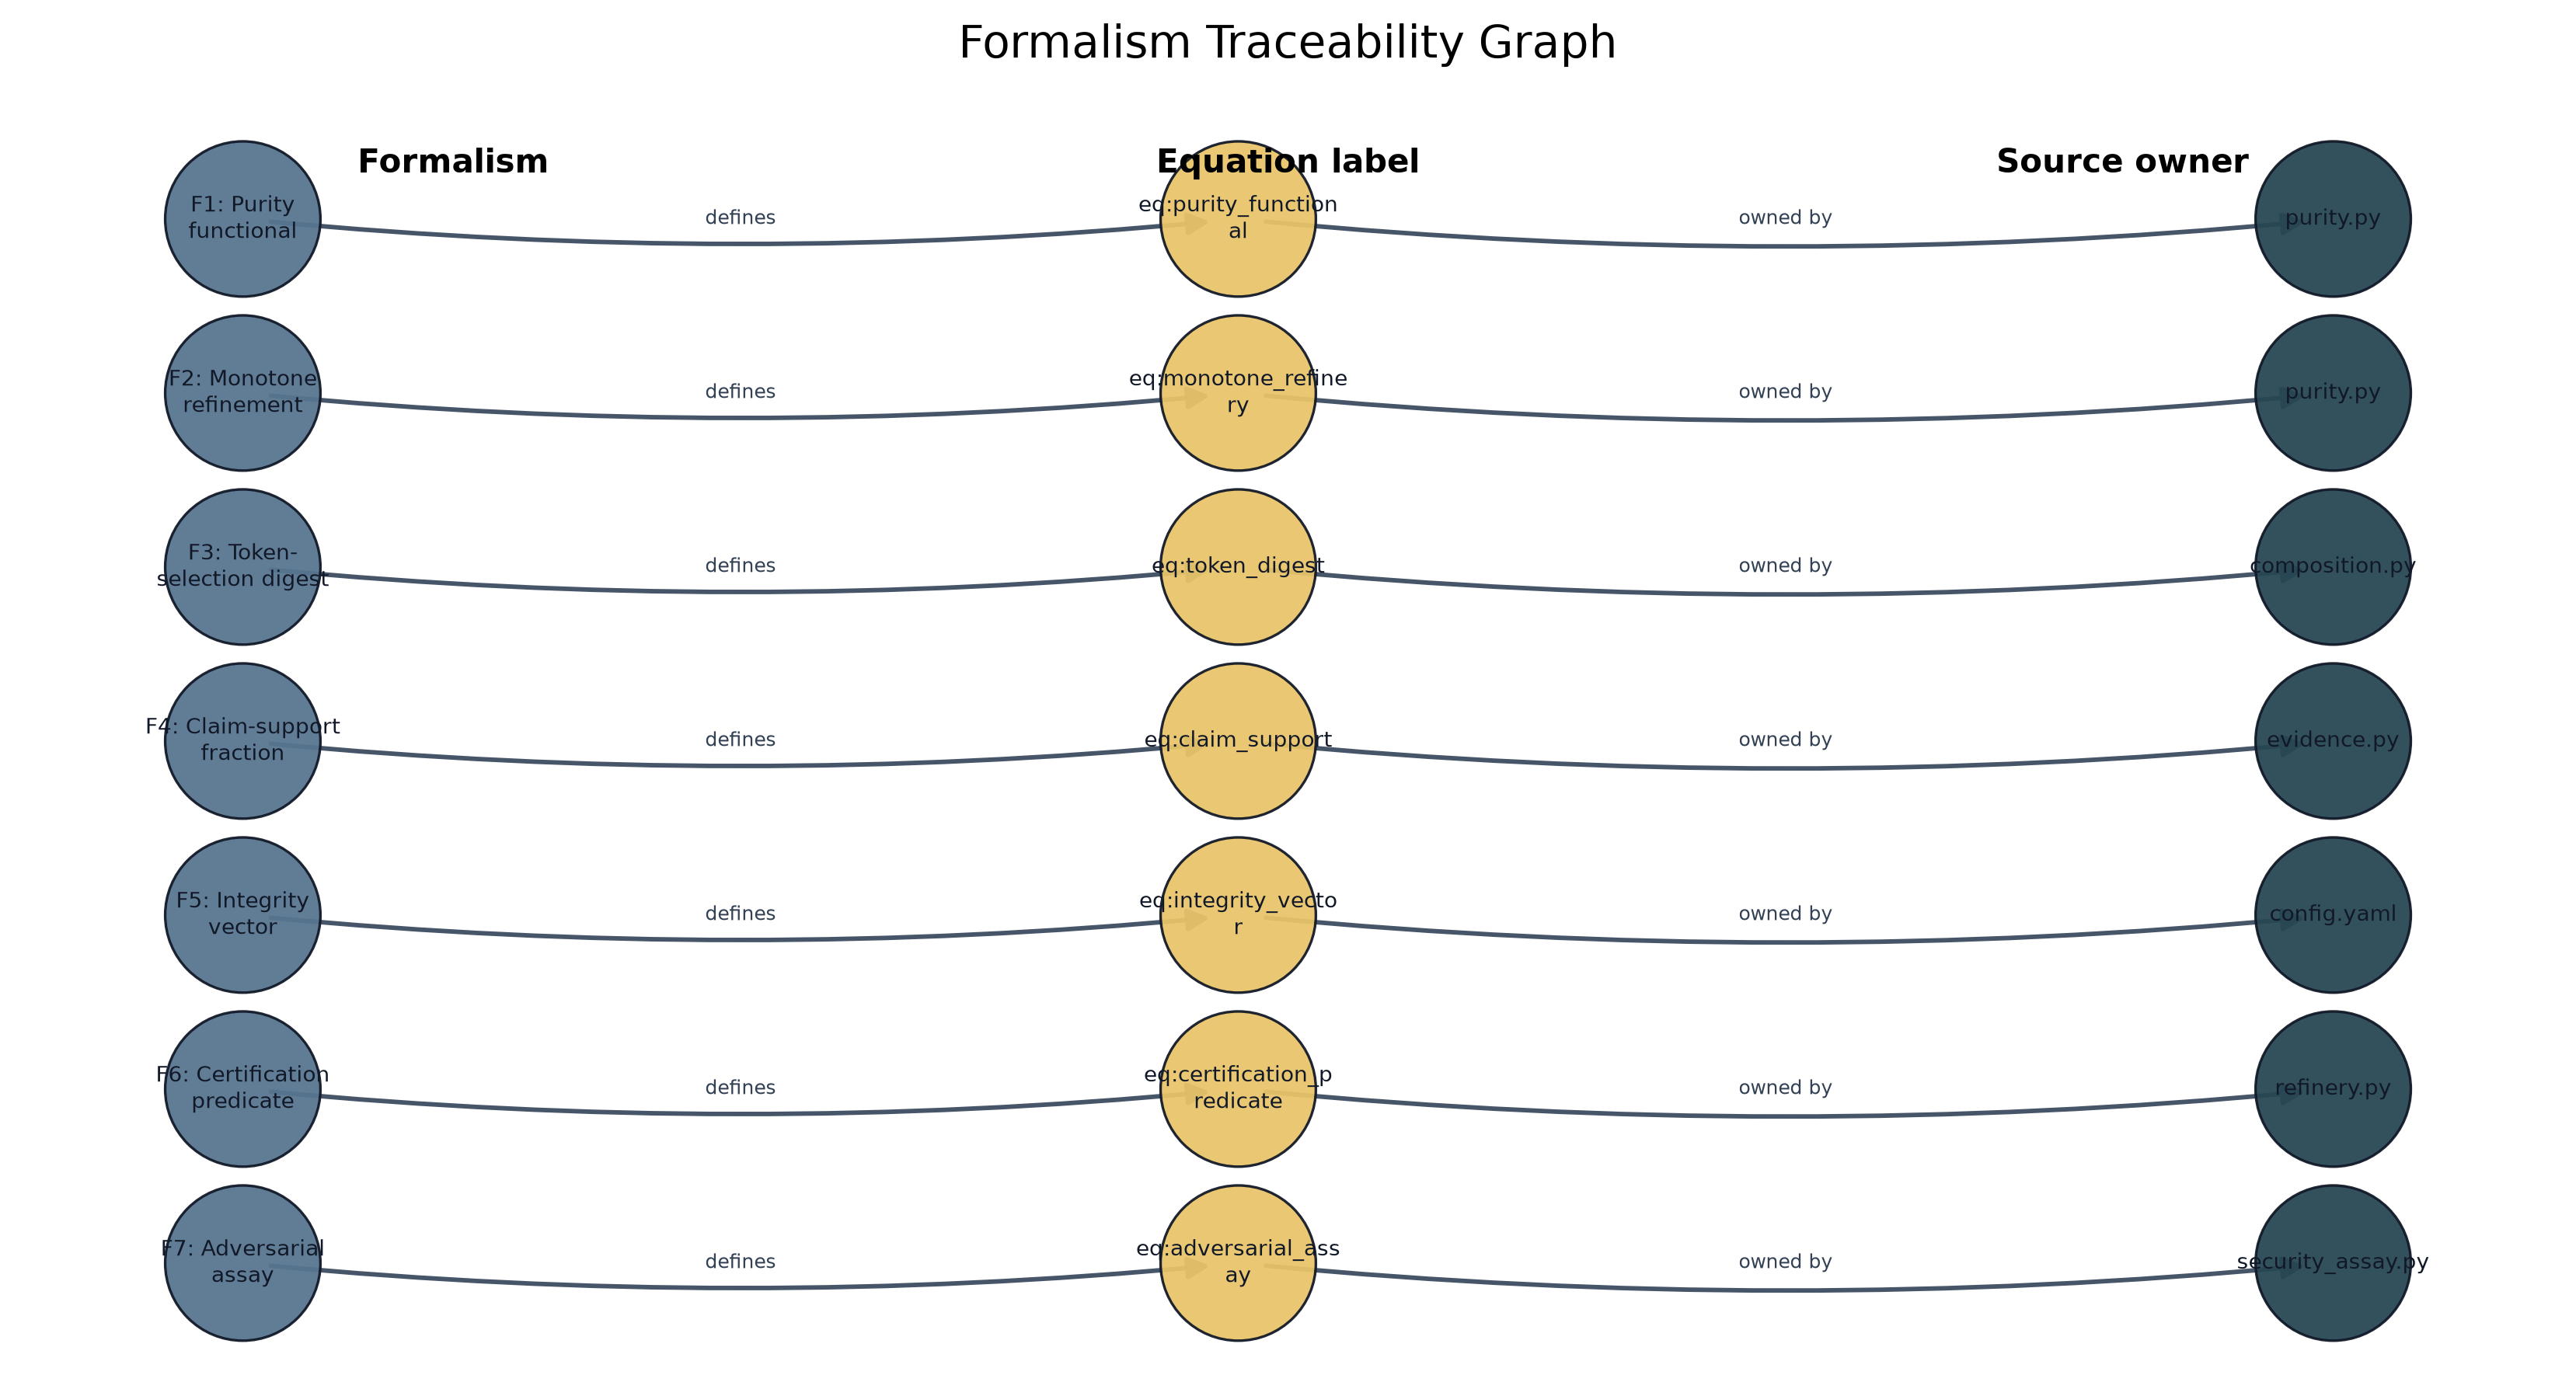 Formalism Traceability Graph
Formalism
Equation label
Source owner
F1: Purity
functional
defines
eq:purity_function
al
owned by
purity.py
F2: Monotone
refinement
defines
eq:monotone_refine
ry
owned by
purity.py
F3: Token-
selection digest
defines
eq:token_digest
owned by
composition.py
F4: Claim-support
fraction
defines
eq:claim_support
owned by
evidence.py
F5: Integrity
vector
defines
eq:integrity_vecto
r
owned by
config.yaml
F6: Certification
predicate
defines
eq:certification_p
redicate
owned by
refinery.py
F7: Adversarial
assay
defines
eq:adversarial_ass
ay
owned by
security_assay.py